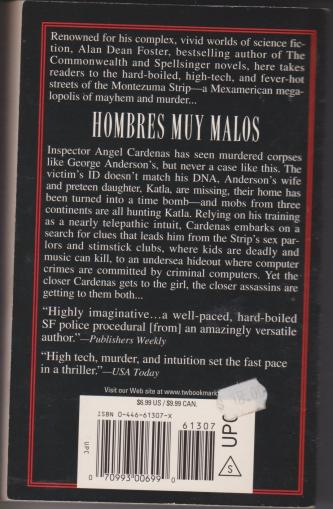 Renowned for his complex, vivid worlds of science fic-
tion, Alan Dean Foster, bestselling author of The
Commonwealth and Spellsinger novels, here takes
readers to the hard-boiled, high-tech, and fever-hot
streets of the Montezuma Strip—a Mexamerican mega-
lopolis of mayhem and murder...
HOMBRES MUY MALOS
Inspector Angel Cardenas has seen murdered corpses
like George Anderson's, but never a case like this. The
victim's ID doesn't match his DNA, Anderson's wife
and preteen daughter, Katla, are missing, their home has
been turned into a time bomb—and mobs from three
continents are all hunting Katla. Relying on his training
as a nearly telepathic intuit, Cardenas embarks on a
search for clues that leads him from the Strip's sex par-
lors and stimstick clubs, where kids are deadly and
music can kill, to an undersea hideout where computer
crimes are committed by criminal computers. Yet the
closer Cardenas gets to the girl, the closer assassins are
getting to them both...
"Highly imaginative...a well-paced, hard-boiled
SF police procedural [from] an amazingly versatile
author."—Publishers Weekly
"High tech, murder, and intuition set the fast pace
in a thriller."—USA Today
Visit our Web site at www.twbookmark
$6.99 US / $9.99 CAN.
ISBN 0-446-61307-X
61307
UPC
UPC
S
0 70993 00699